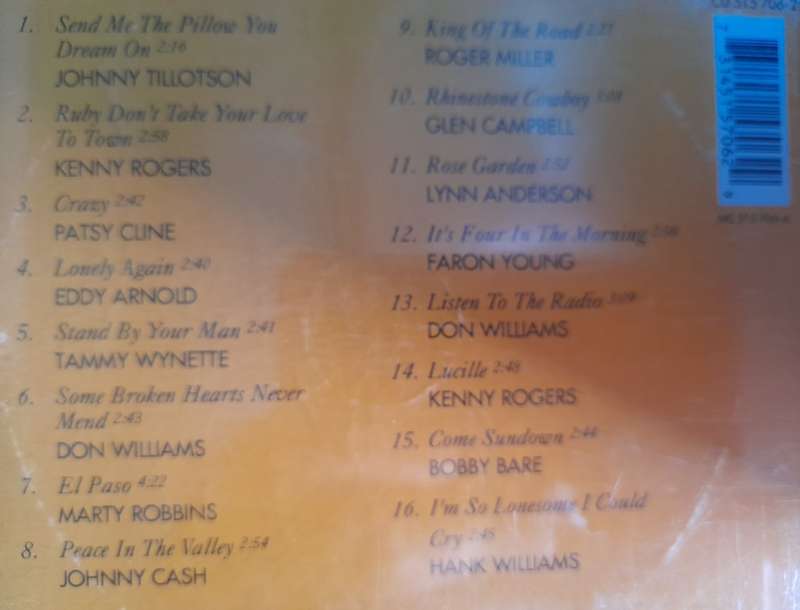 1. Send Me The Pillow You
Dream On 2:16
JOHNNY TILLOTSON
2. Ruby Don't Take Your Love
To Town 2:58
KENNY ROGERS
3. Crazy 2:42
PATSY CLINE
4. Lonely Again 2:40
EDDY ARNOLD
5. Stand By Your Man 2:41
TAMMY WYNETTE
6. Some Broken Hearts Never
Mend 2:43
DON WILLIAMS
7. El Paso 4:22
MARTY ROBBINS
8. Peace In The Valley 2:54
JOHNNY CASH
9. King Of The Road
ROGER MILLER
10. Rhinestone Cowboy
GLEN CAMPBELL
11. Rose Garden
LYNN ANDERSON
12. It's Four In The Morning
FARON YOUNG
13. Listen To The Radio
DON WILLIAMS
14. Lucille 2:48
KENNY ROGERS
15. Come Sundown 2:44
BOBBY BARE
16. I'm So Lonesome I Could
Cry 2:45
HANK WILLIAMS